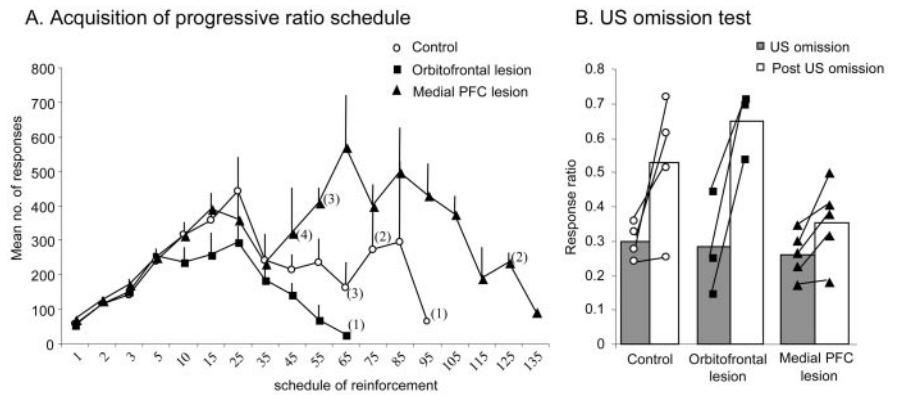 A. Acquisition of progressive ratio schedule
Control
Orbitofrontal lesion
Medial PFC lesion
800
700
600
500
400
300
200
100
0
Mean no. of responses
(4)
(3)
(3)
(1)
(2)
(1)
(2)
1 2 3 5 10 15 25 35 45 55 65 75 85 95 105 115 125 135
schedule of reinforcement
B. US omission test
US omission
Post US omission
0.8
0.7
0.6
0.5
0.4
0.3
0.2
0.1
0
Response ratio
Control Orbitofrontal Medial PFC
lesion lesion